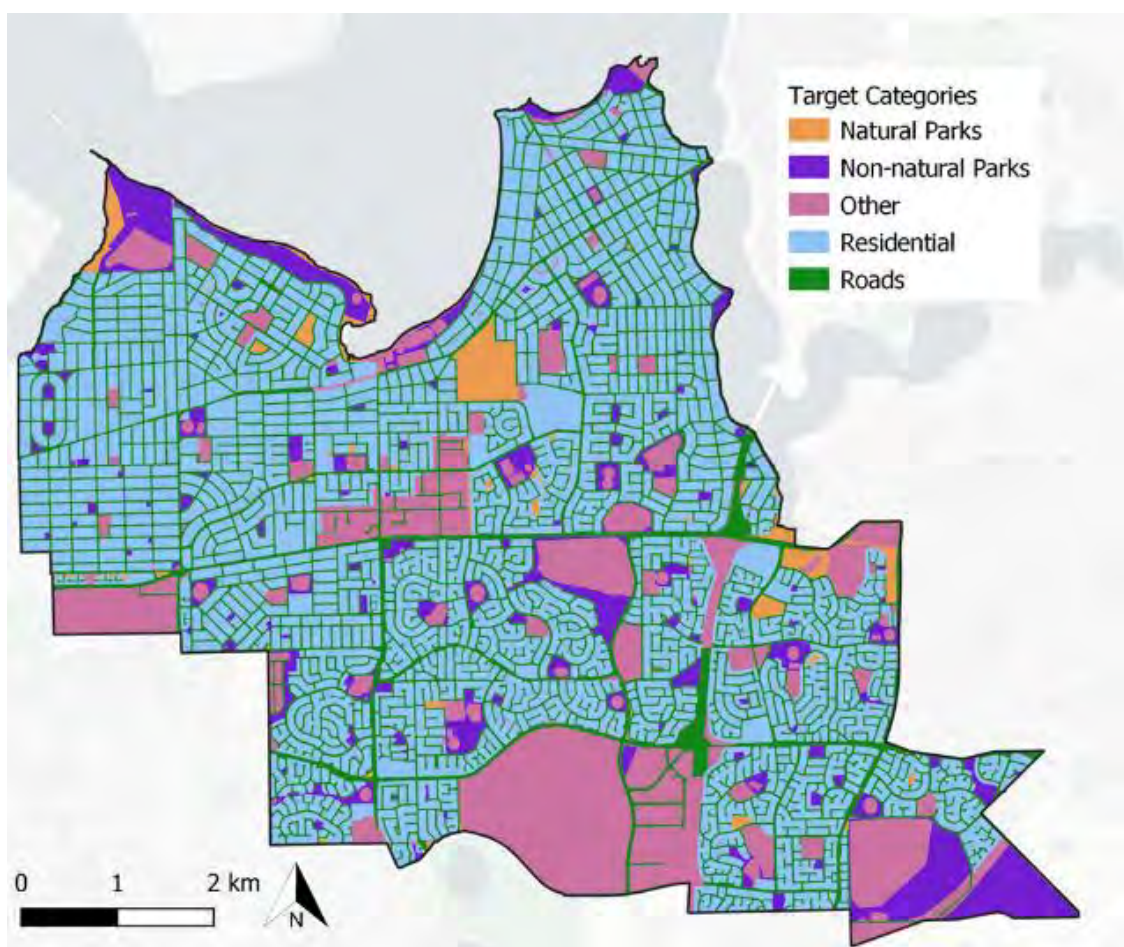 Target Categories
Natural Parks
Non-natural Parks
Other
Residential
Roads
0 1 2 km
N